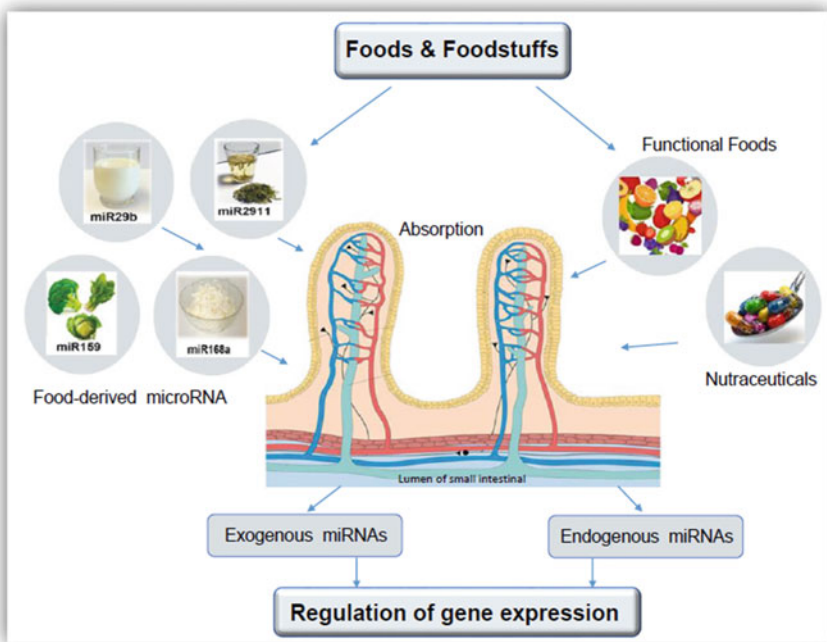 Foods & Foodstuffs
Functional Foods
miR29b
miR2911
Absorption
miR159
miR168a
Food-derived microRNA
Nutraceuticals
Lumen of small intestinal
Exogenous miRNAs
Endogenous miRNAs
Regulation of gene expression